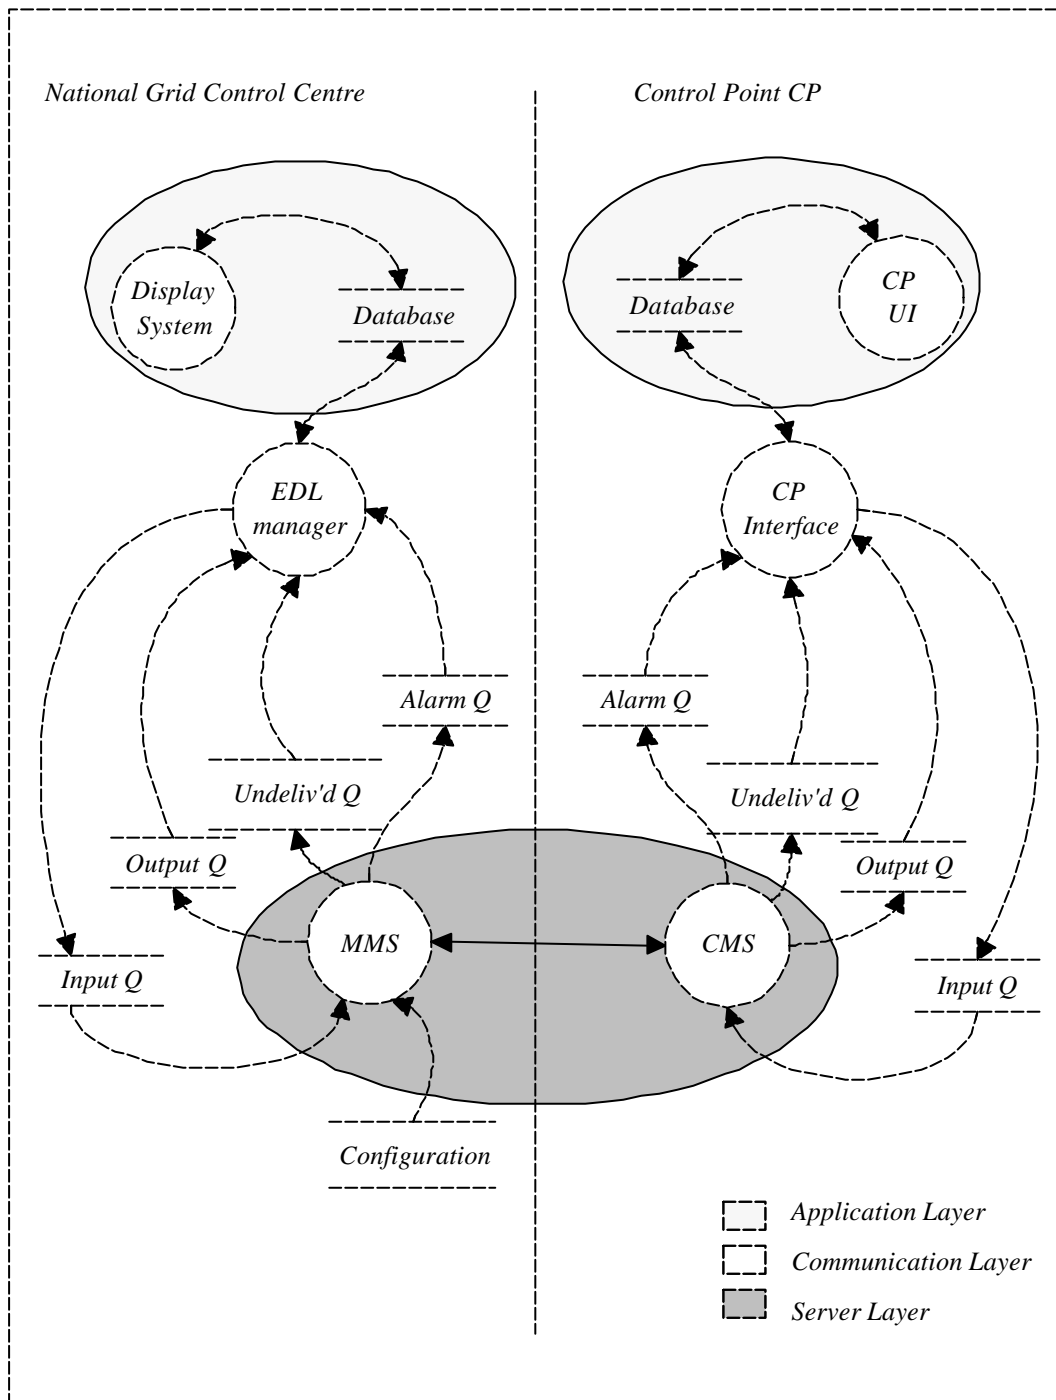 National Grid Control Centre
Control Point CP
Display
System
Database
Database
CP
UI
EDL
manager
CP
Interface
Alarm Q
Alarm Q
Undeliv'd Q
Undeliv'd Q
Output Q
Output Q
MMS
CMS
Input Q
Input Q
Configuration
Application Layer
Communication Layer
Server Layer